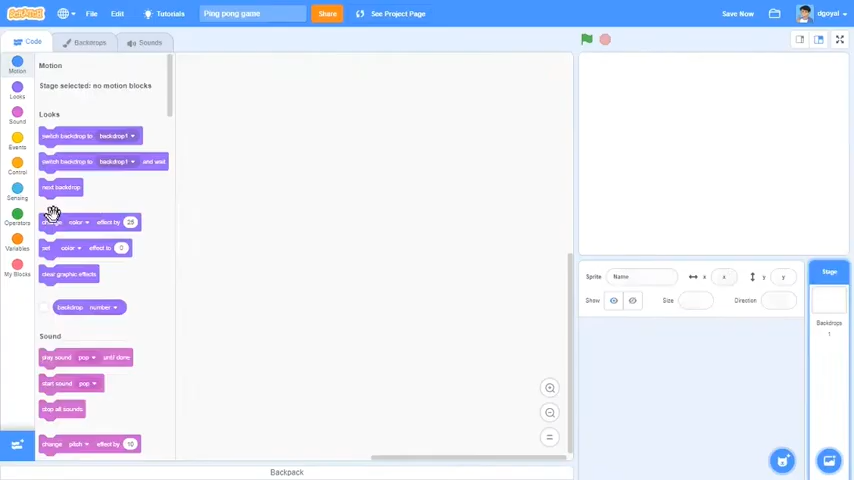 SCRATCH
File
Edit
Tutorials
Ping pong game
Share
See Project Page
Save Now
dgoyal
Code
Backdrops
Sounds
Motion
Looks
Sound
Events
Control
Sensing
Operators
Variables
My Blocks
Motion
Stage selected: no motion blocks
Looks
switch backdrop to backdrop1
switch backdrop to backdrop1 and wait
next backdrop
color effect by 25
set color effect to 0
clear graphic effects
backdrop number
Sound
play sound pop until done
start sound pop
stop all sounds
change pitch effect by 10
Sprite Name x x y y
Show Size Direction
Stage
Backdrops
1
Backpack